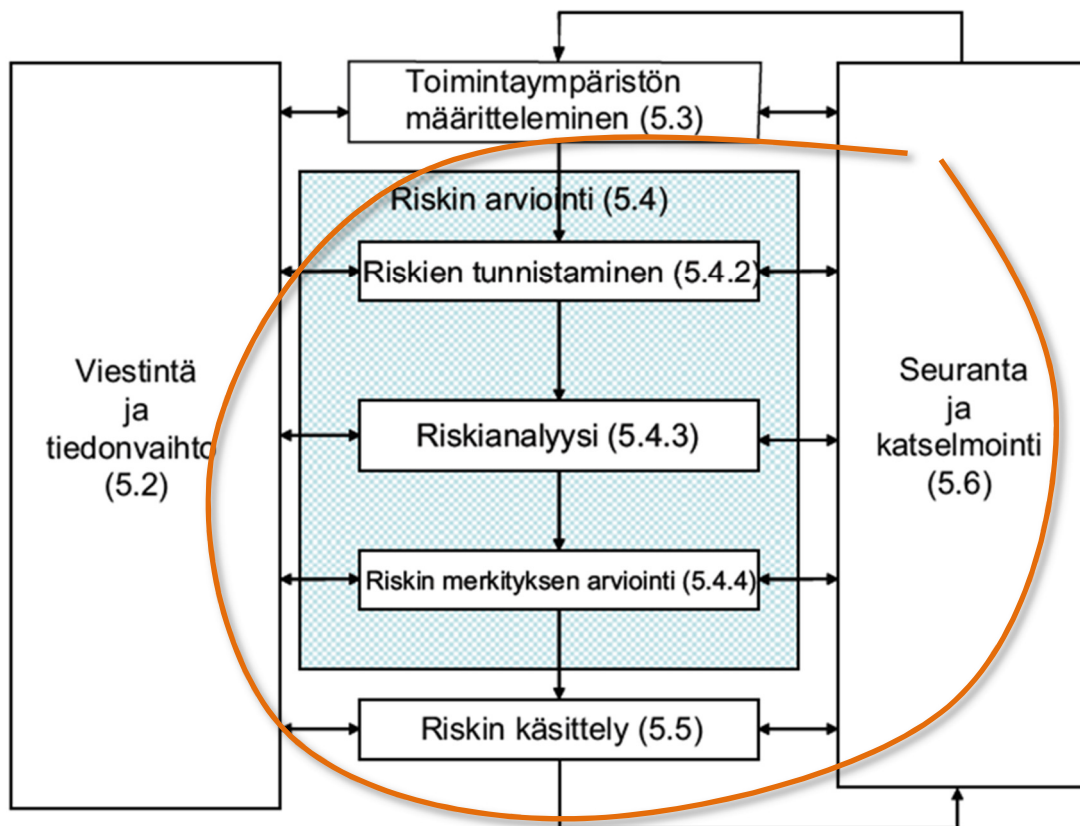 Toimintaympäristön
määritteleminen (5.3)
Riskin arviointi (5.4)
Riskien tunnistaminen (5.4.2)
Viestintä
ja
tiedonvaihto
(5.2)
Riskianalyysi (5.4.3)
Seuranta
ja
katselmointi
(5.6)
Riskin merkityksen arviointi (5.4.4)
Riskin käsittely (5.5)